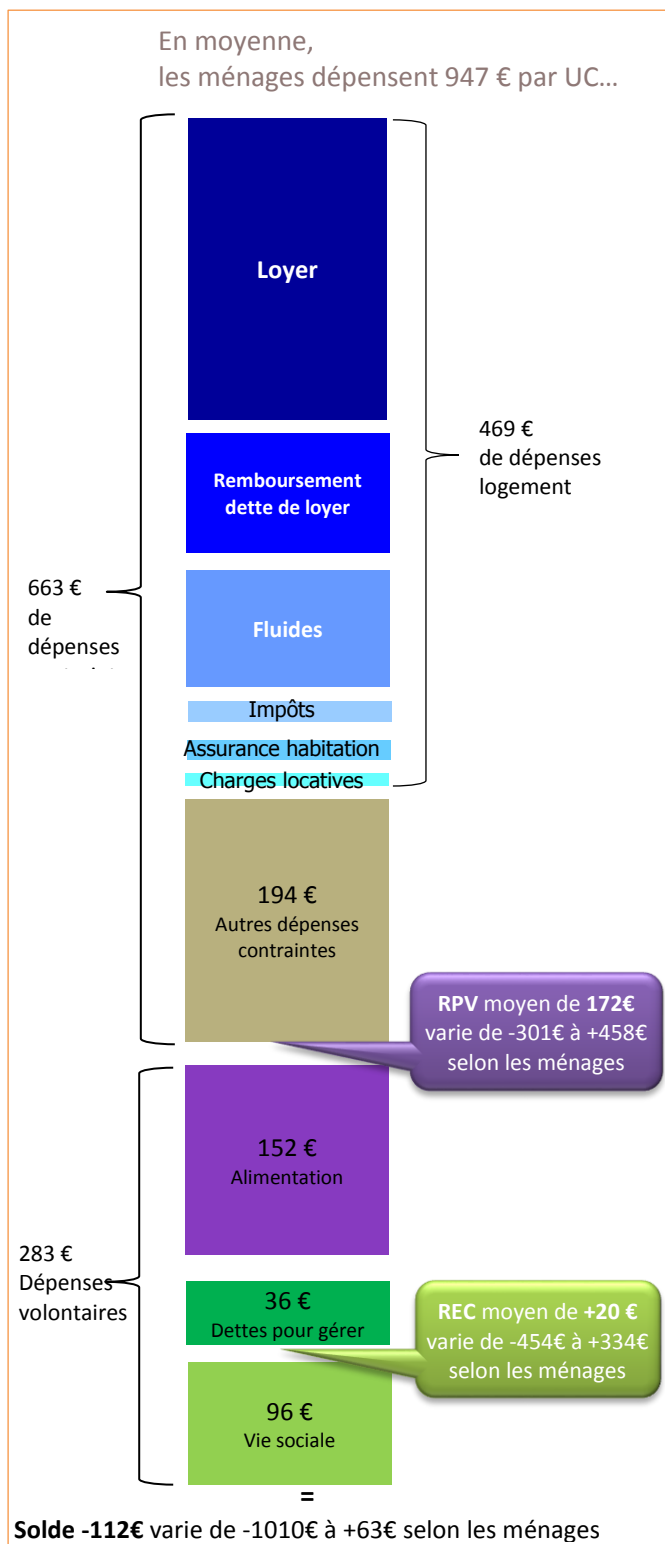 En moyenne,
les ménages dépensent 947 € par UC…
Loyer
469 €
de dépenses
logement
Remboursement
dette de loyer
663 €
de
dépenses
Fluides
Impôts
Assurance habitation
Charges locatives
194 €
Autres dépenses
contraintes
RPV moyen de 172€
varie de -301€ à +458€
selon les ménages
152 €
Alimentation
283 €
Dépenses
volontaires
36 €
Dettes pour gérer
REC moyen de +20 €
varie de -454€ à +334€
selon les ménages
96 €
Vie sociale
=
Solde -112€ varie de -1010€ à +63€ selon les ménages